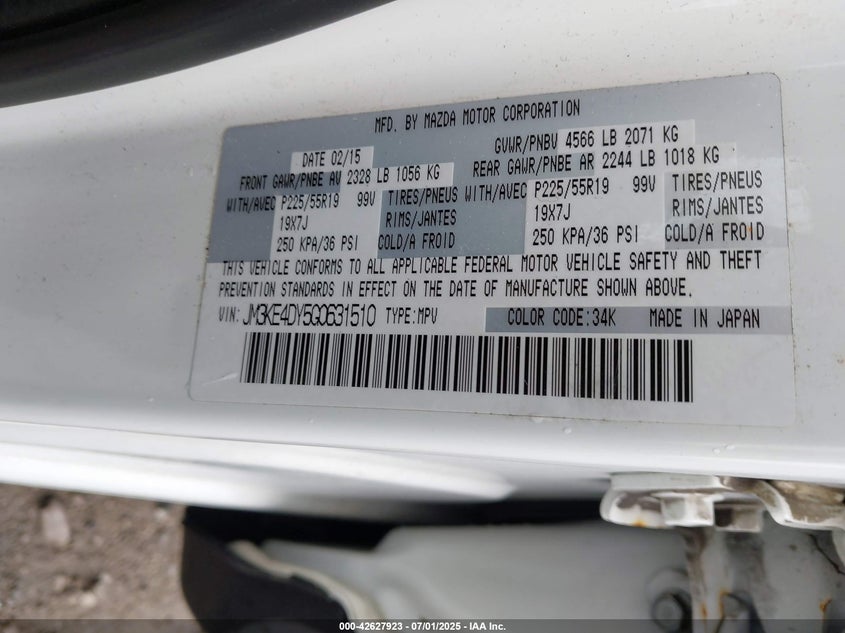 MFD. BY MAZDA MOTOR CORPORATION
DATE 02/15 GVWR/PNBV 4566 LB 2071 KG
FRONT GAWR/PNBE AV 2328 LB 1056 KG REAR GAWR/PNBE AR 2244 LB 1018 KG
WITH/AVEC P225/55R19 99V TIRES/PNEUS WITH/AVEC P225/55R19 99V TIRES/PNEUS
19X7J RIMS/JANTES 19X7J RIMS/JANTES
250 KPA/36 PSI COLD/A FROID 250 KPA/36 PSI COLD/A FROID
THIS VEHICLE CONFORMS TO ALL APPLICABLE FEDERAL MOTOR VEHICLE SAFETY AND THEFT
PREVENTION STANDARDS IN EFFECT ON THE DATE OF MANUFACTURE SHOWN ABOVE.
VIN: JM3KE4DY5G0631510 TYPE:MPV COLOR CODE:34K MADE IN JAPAN
000-42627923 - 07/01/2025 - IAA Inc.